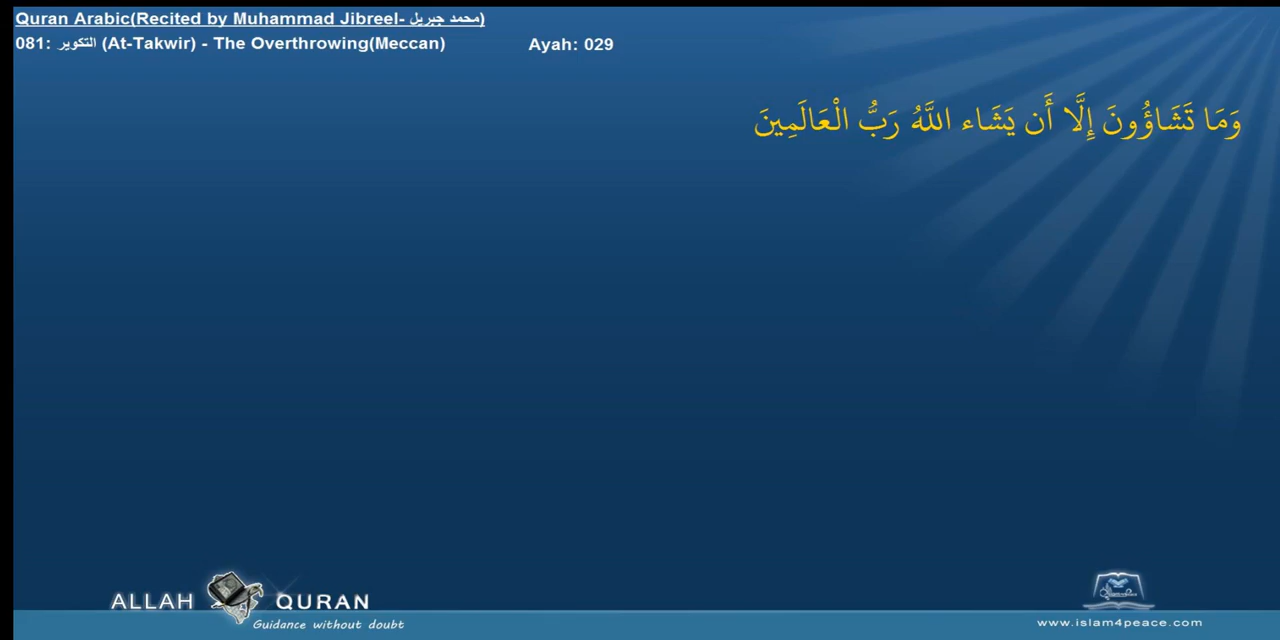 Quran Arabic(Recited by Muhammad Jibreel- محمد جبريل)
081: التكوير (At-Takwir) - The Overthrowing(Meccan) Ayah: 029
وَمَا تَشَاؤُونَ إِلَّا أَن يَشَاء اللَّهُ رَبُّ الْعَالَمِينَ
ALLAH QURAN
Guidance without doubt
www.islam4peace.com